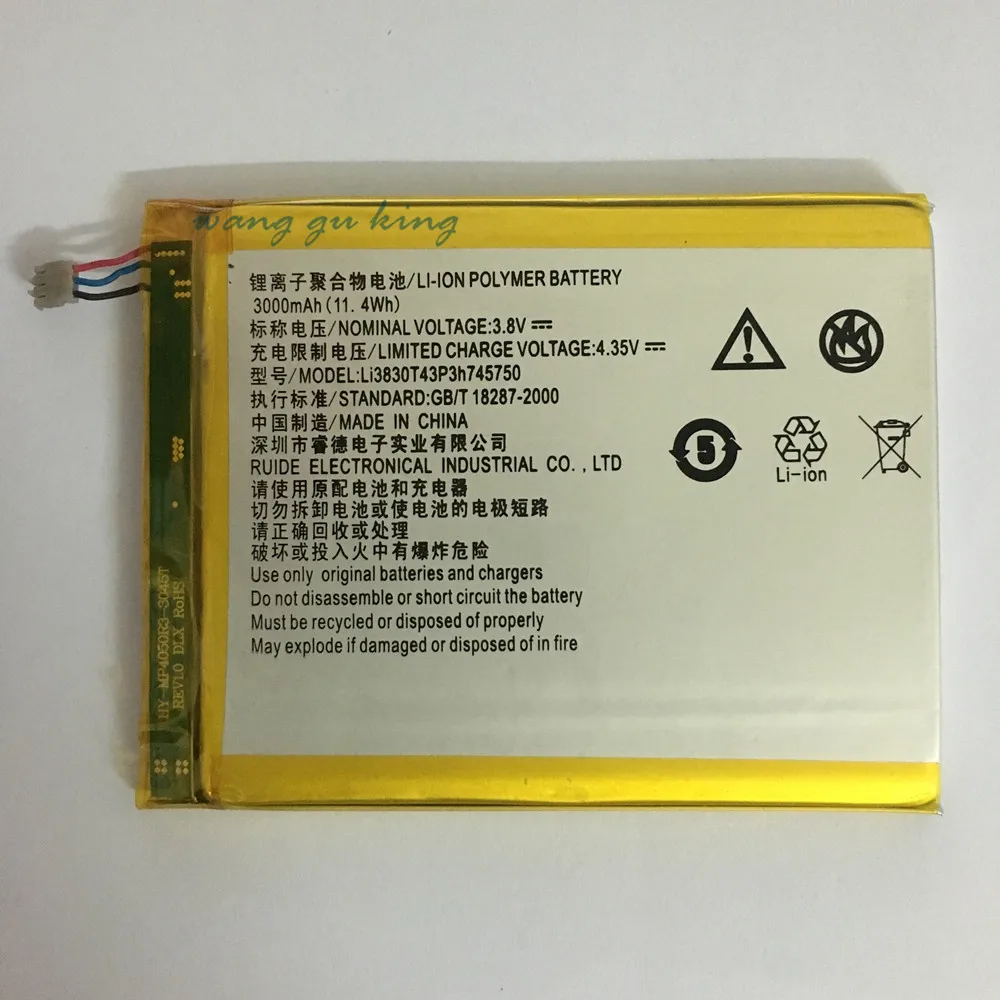 wang gu king
锂离子聚合物电池/LI-ION POLYMER BATTERY
3000mAh (11.4Wh)
标称电压/NOMINAL VOLTAGE:3.8V
充电限制电压/LIMITED CHARGE VOLTAGE:4.35V
型号/MODEL:Li3830T43P3h745750
执行标准/STANDARD:GB/T 18287-2000
中国制造/MADE IN CHINA
深圳市睿德电子实业有限公司
RUIDE ELECTRONICAL INDUSTRIAL CO., LTD
请使用原配电池和充电器
切勿拆卸电池或使电池的电极短路
请正确回收或处理
破坏或投入火中有爆炸危险
Use only original batteries and chargers
Do not disassemble or short circuit the battery
Must be recycled or disposed of properly
May explode if damaged or disposed of in fire
5
Li-ion
HY-MP4050R3-3045T
REV1.0 DLX RoHS